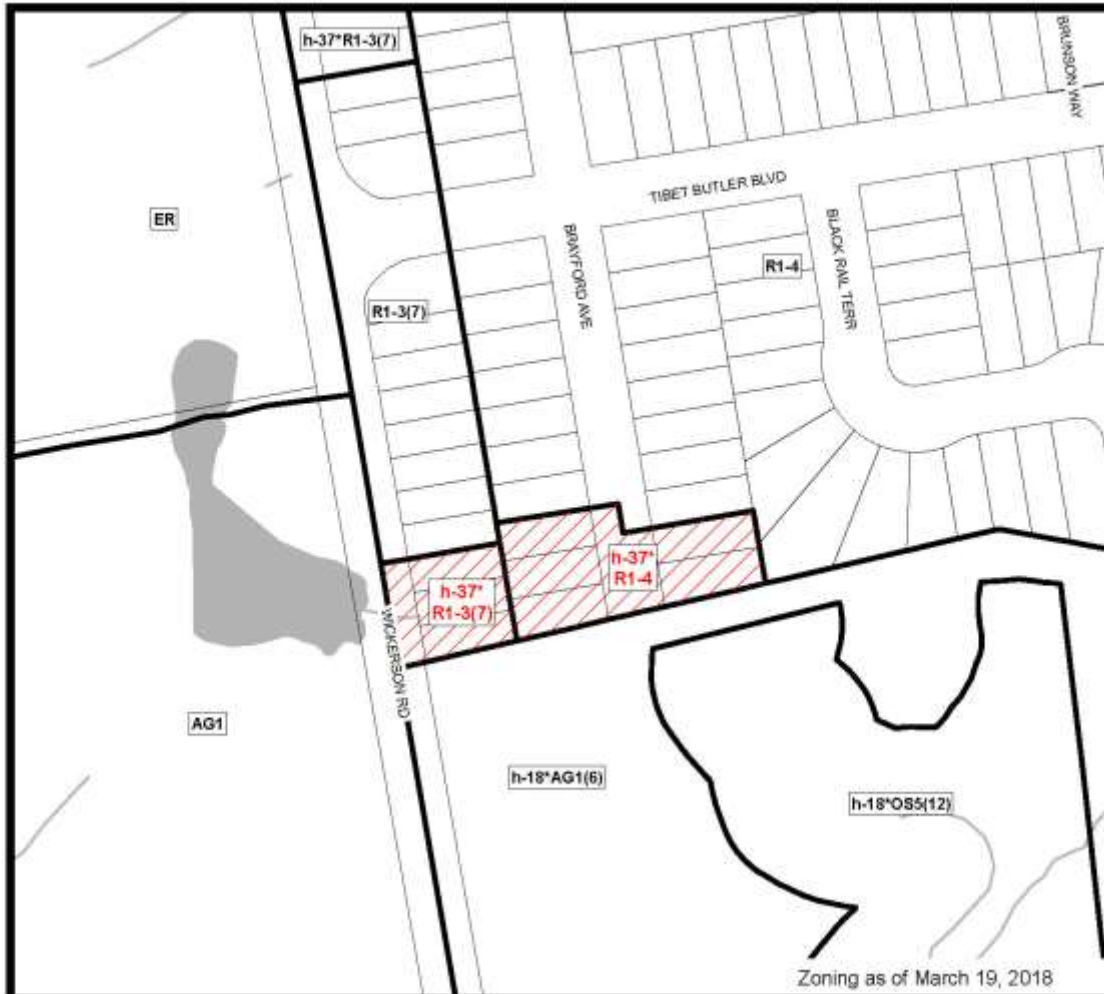 h-37*R1-3(7)
BRUNSON WAY
TIBET BUTLER BLVD
ER
BRAYFORD AVE
BLACK RAIL TERR
R1-4
R1-3(7)
h-37*
R1-4
h-37*
R1-3(7)
WICKERSON RD
AG1
h-18*AG1(6)
h-18*OS5(12)
Zoning as of March 19, 2018